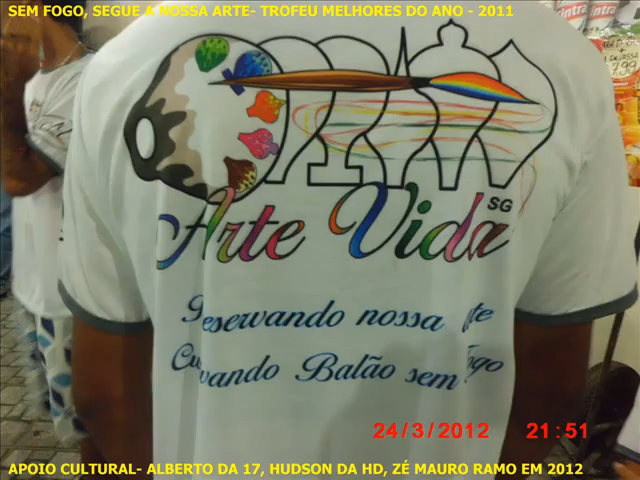 SEM FOGO, SEGUE A NOSSA ARTE- TROFEU MELHORES DO ANO - 2011
Arte Vida SG
nossa
Balão sem
24/3/2012 21:51
APOIO CULTURAL- ALBERTO DA 17, HUDSON DA HD, ZÉ MAURO RAMO EM 2012